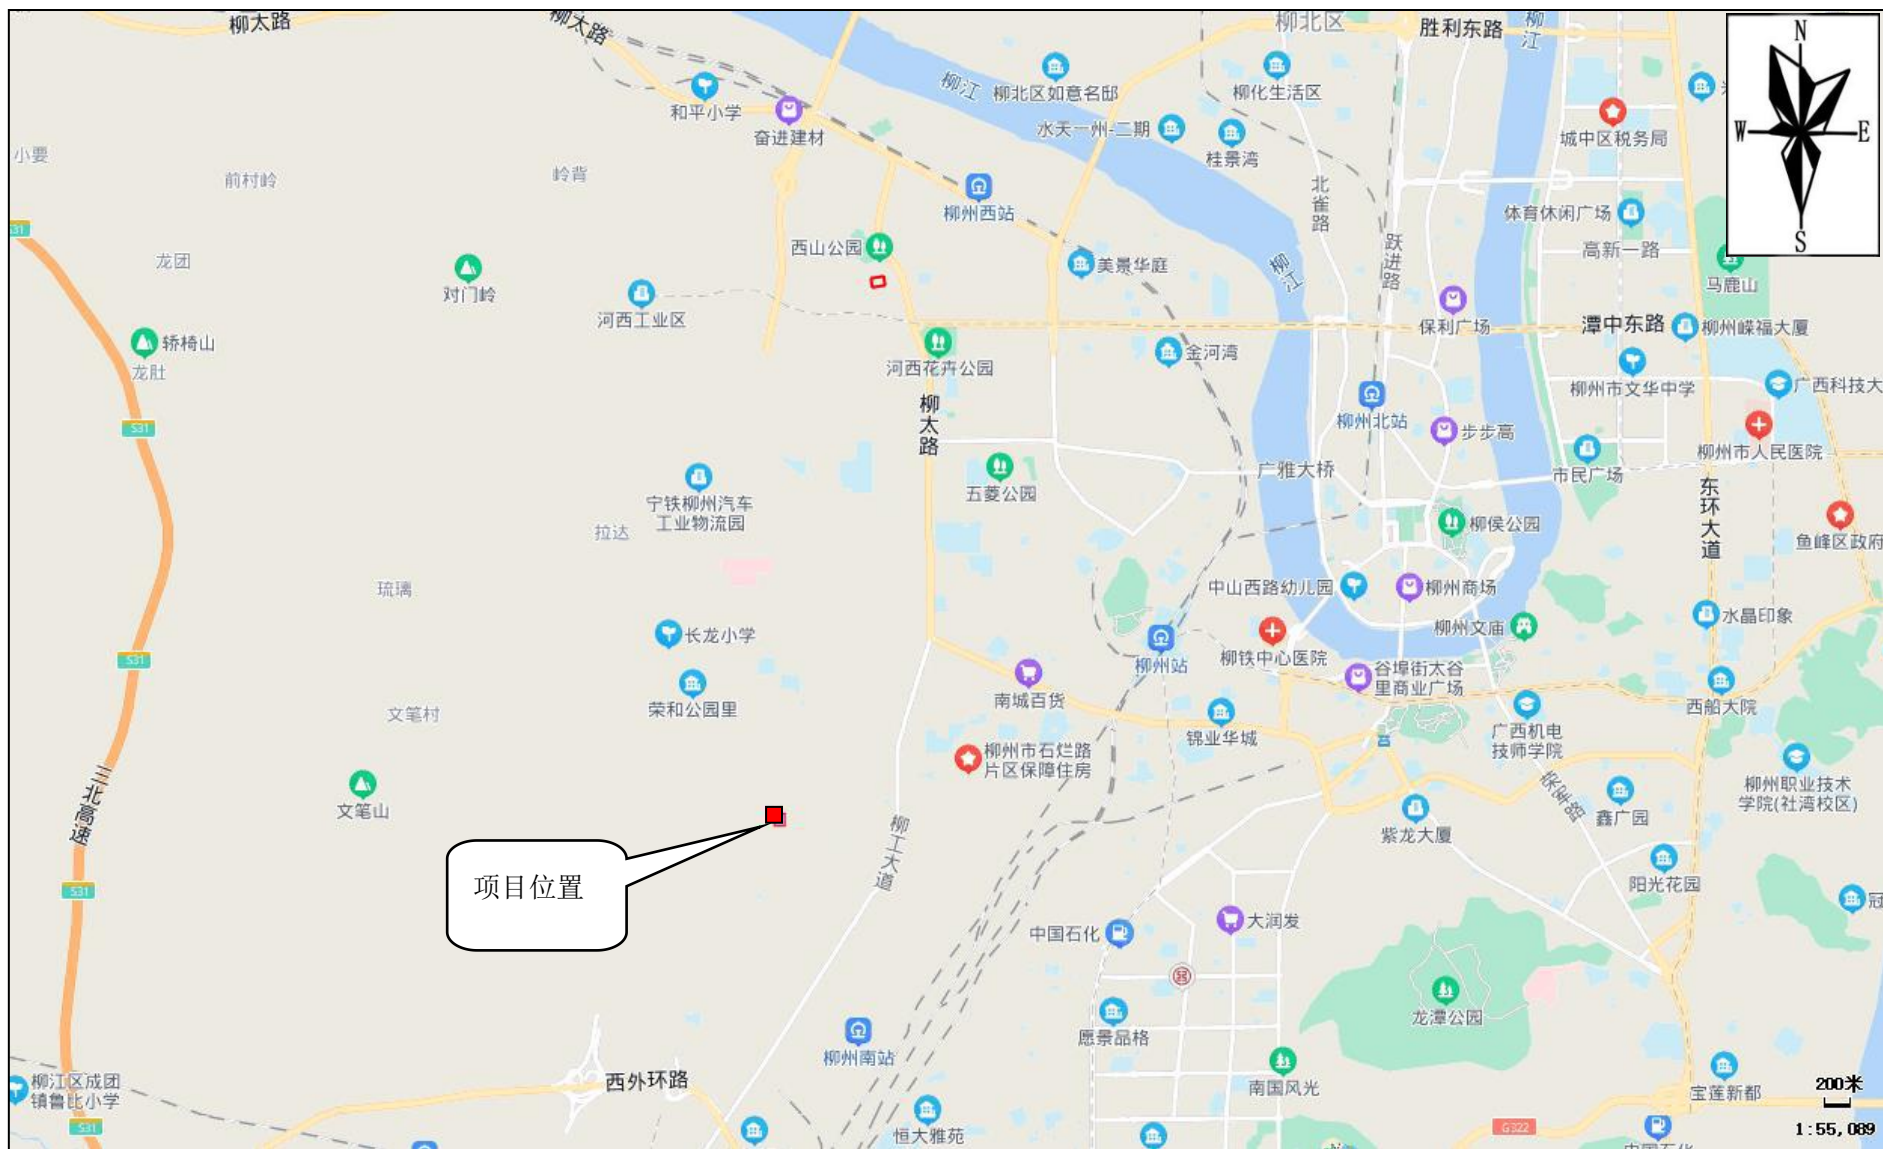 柳太路
柳太路
柳北区
胜利东路
柳江
N
W
E
S
和平小学
奋进建材
柳江
柳北区如意名邸
柳化生活区
水天一州-二期
桂景湾
城中区税务局
小要
前村岭
岭背
柳州西站
北雀路
体育休闲广场
高新一路
31
龙团
西山公园
美景华庭
柳江
跃进路
马鹿山
对门岭
河西工业区
保利广场
潭中东路
柳州嵘福大厦
轿椅山
龙肚
河西花卉公园
金河湾
柳州市文华中学
广西科技大
柳太路
柳州北站
S31
步步高
柳州市人民医院
广雅大桥
市民广场
五菱公园
宁铁柳州汽车
工业物流园
东环大道
拉达
柳侯公园
鱼峰区政府
琉璃
中山西路幼儿园
柳州商场
水晶印象
长龙小学
柳州文庙
柳州站
柳铁中心医院
S31
谷埠街太谷
里商业广场
南城百货
荣和公园里
西船大院
文笔村
锦业华城
广西机电
技师学院
柳州市石烂路
片区保障住房
柳州职业技术
学院(社湾校区)
三北高速
文笔山
荣军路
鑫广园
紫龙大厦
柳工大道
项目位置
S31
阳光花园
冠
中国石化
大润发
龙潭公园
愿景品格
柳州南站
南国风光
西外环路
柳江区成团
镇鲁比小学
宝莲新都
200米
S31
恒大雅苑
G322
1:55,089
中国石化